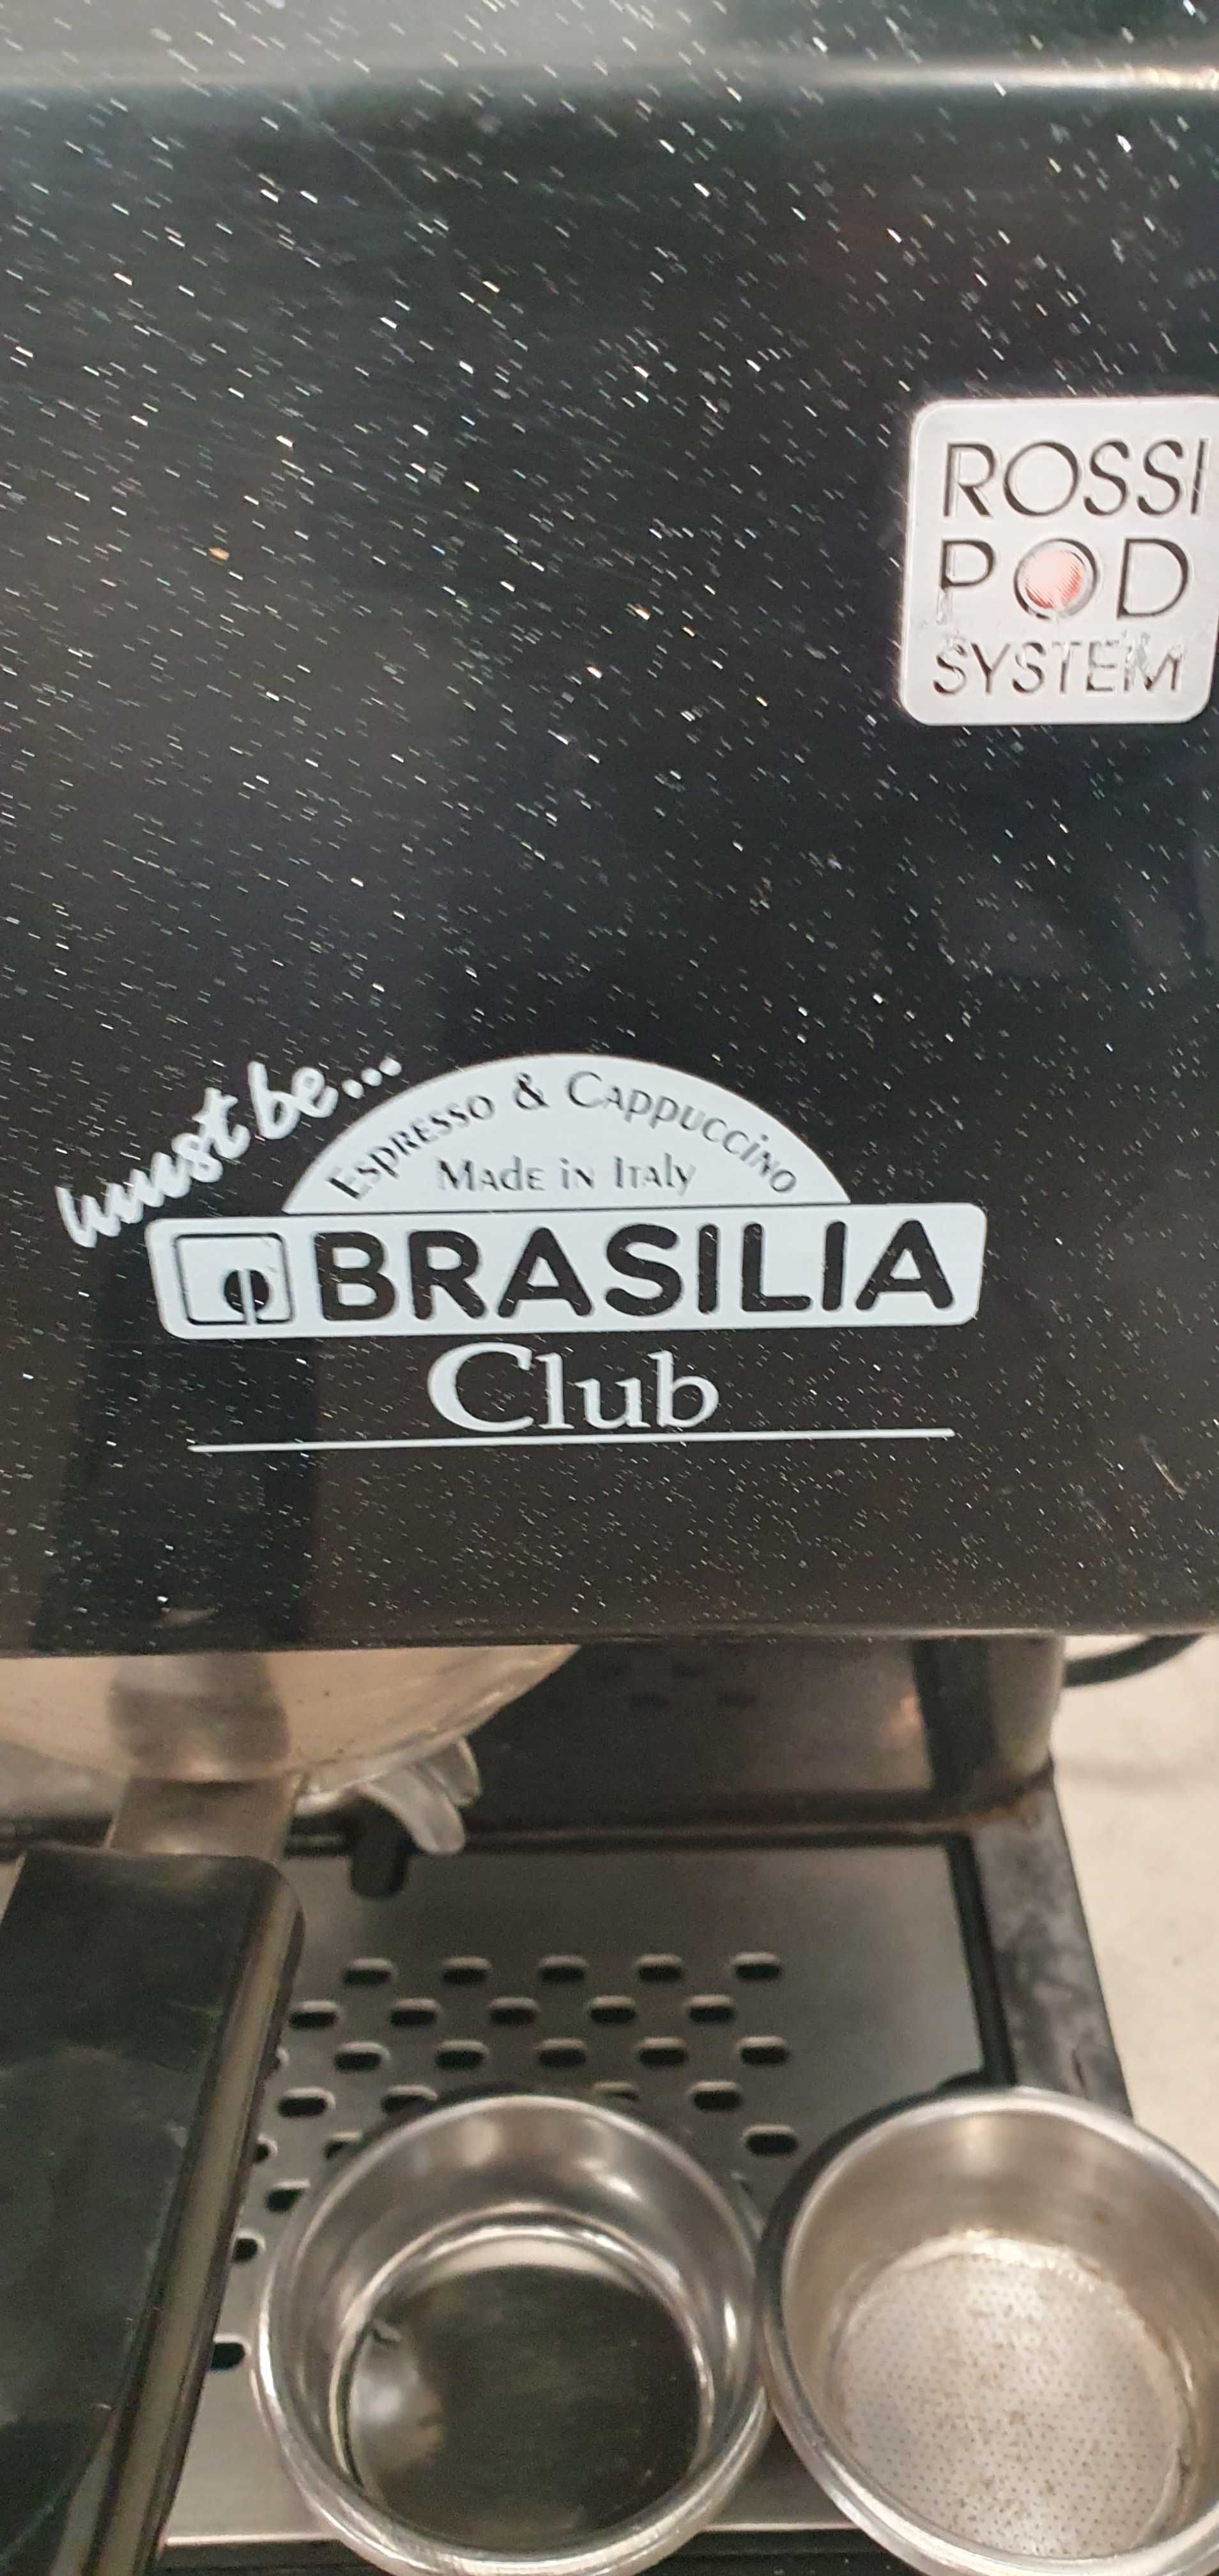 ROSSI
POD
SYSTEM
must be...
Espresso & Cappuccino
Made in Italy
BRASILIA
Club